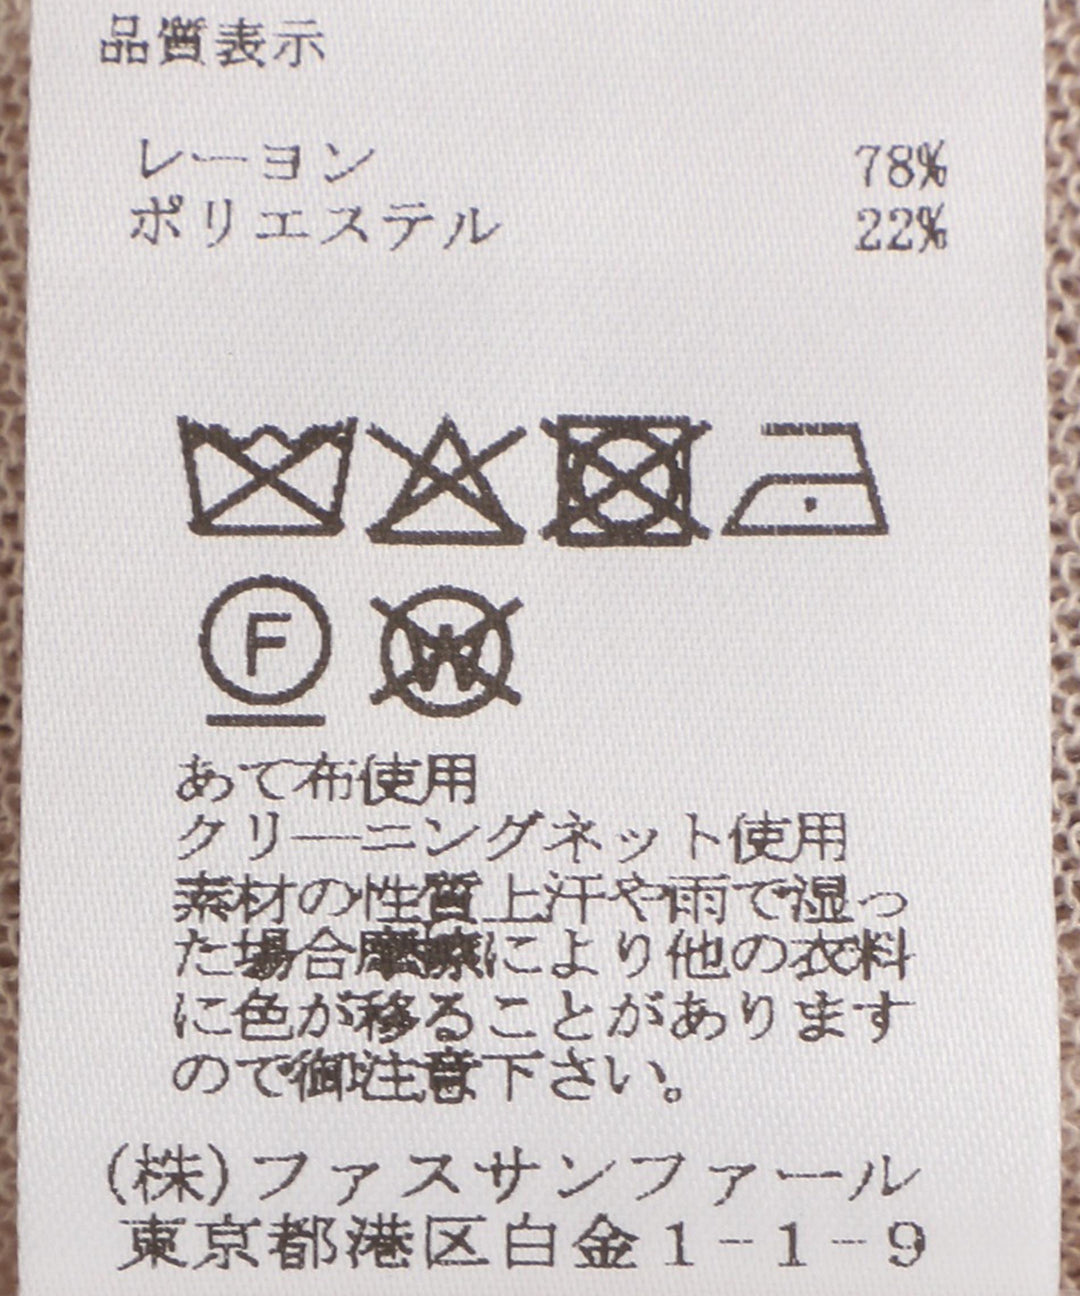 品質表示
レーヨン 78%
ポリエステル 22%
F
W
あて布使用
クリーニングネット使用
素材の性質上汗や雨で湿っ
た場合摩擦により他の衣料
に色が移ることがあります
ので御注意下さい。
(株)ファスサンファール
東京都港区白金1-1-9